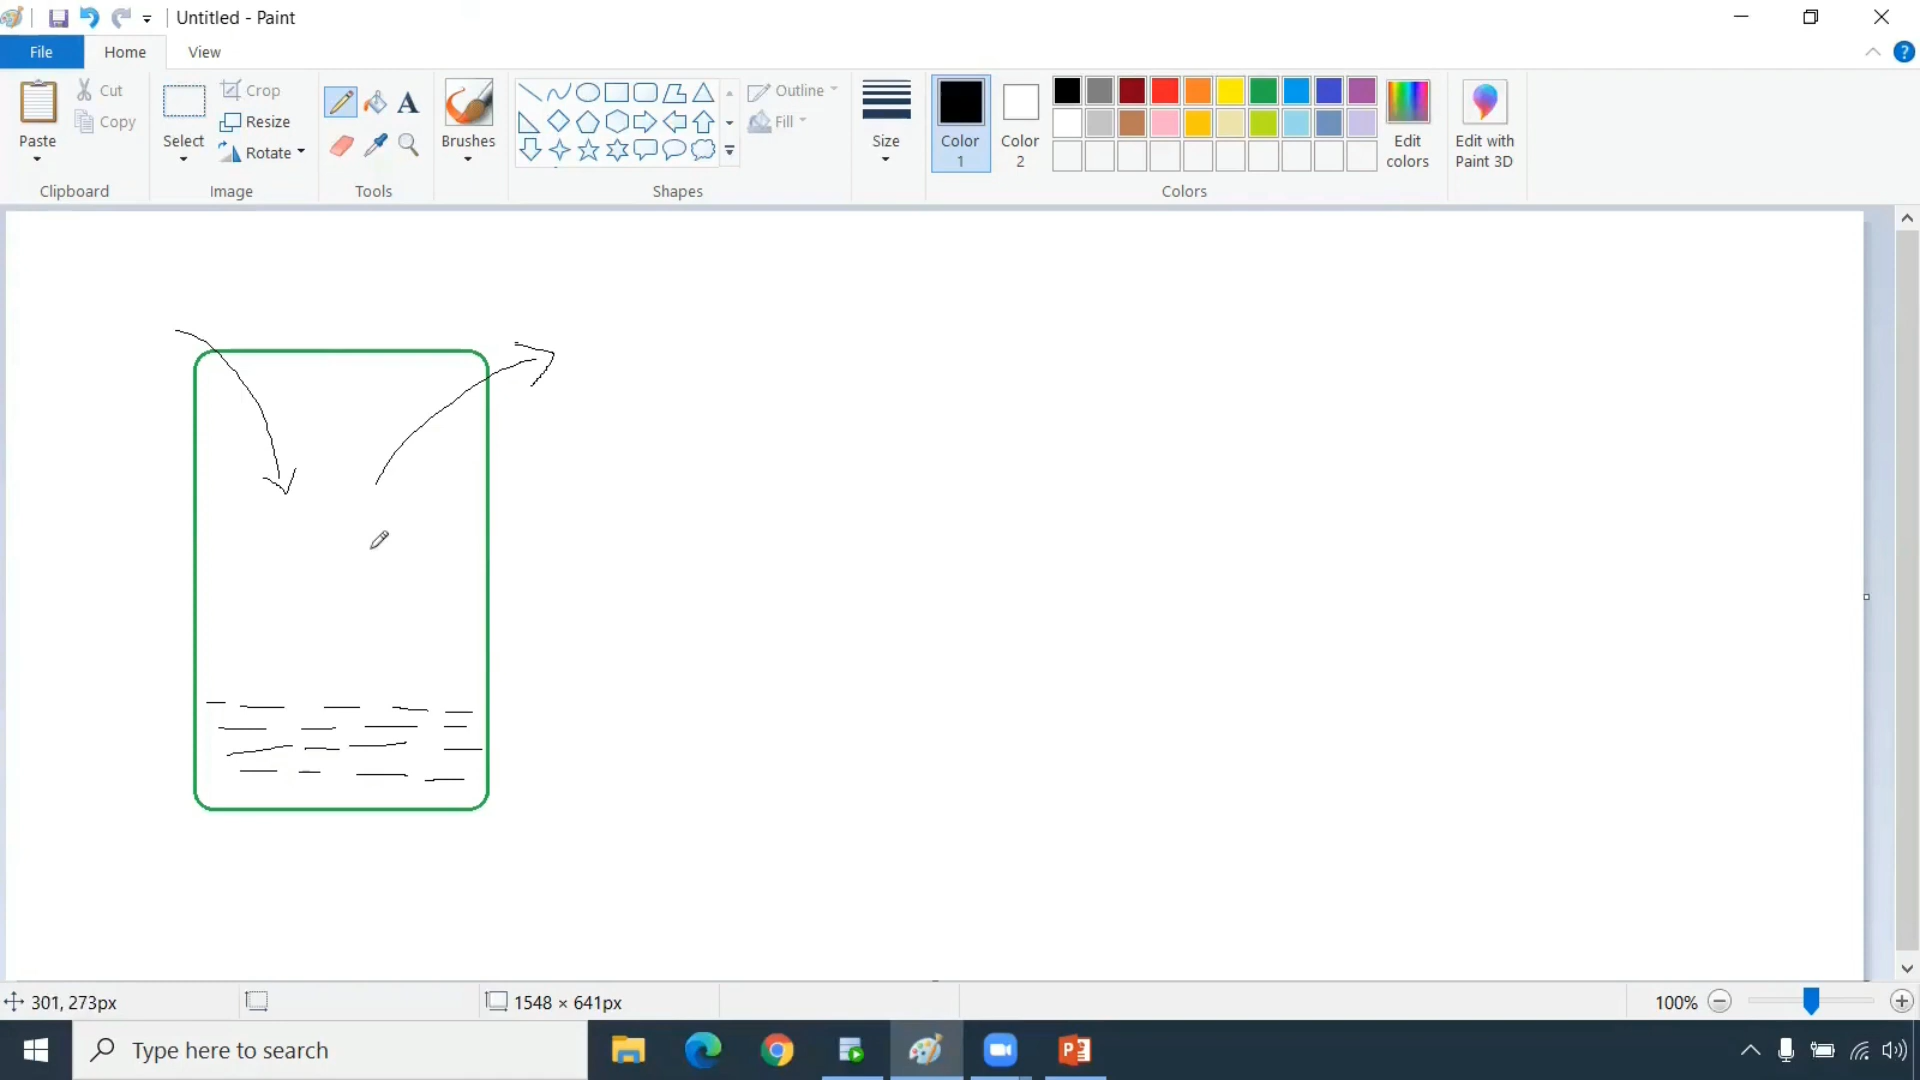 Untitled - Paint
File Home View
Paste
Cut
Copy
Clipboard
Select
Crop
Resize
Rotate
Image
A
Tools
Brushes
Shapes
Outline
Fill
Size
Color 1
Color 2
Colors
Edit colors
Edit with Paint 3D
301, 273px
1548 × 641px
100%
Type here to search